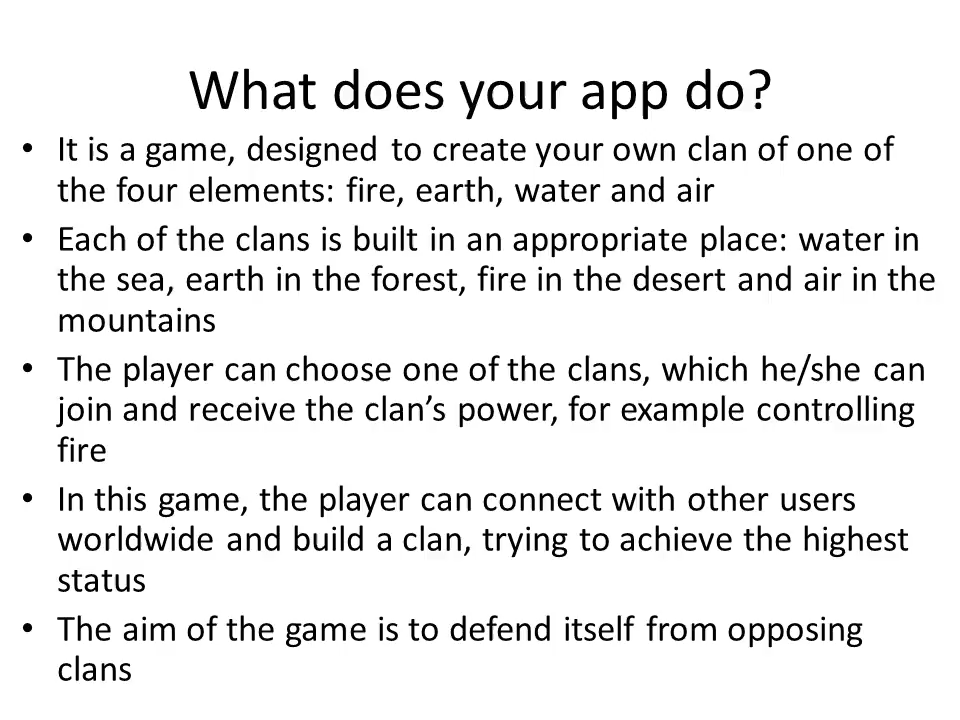 What does your app do?
• It is a game, designed to create your own clan of one of
the four elements: fire, earth, water and air
• Each of the clans is built in an appropriate place: water in
the sea, earth in the forest, fire in the desert and air in the
mountains
• The player can choose one of the clans, which he/she can
join and receive the clan’s power, for example controlling
fire
• In this game, the player can connect with other users
worldwide and build a clan, trying to achieve the highest
status
• The aim of the game is to defend itself from opposing
clans